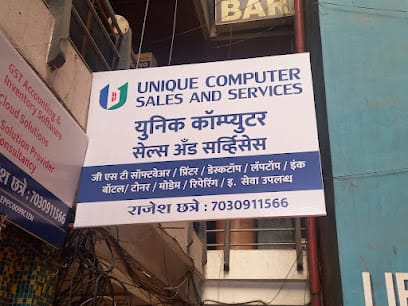 BAR
UNIQUE COMPUTER
SALES AND SERVICES
युनिक कॉम्प्युटर
सेल्स अँड सर्व्हिसेस
जी एस टी सॉफ्टवेअर / प्रिंटर / डेस्कटॉप / लॅपटॉप / इंक
बॉटल / टोनर / मोडेम / रिपेरिंग / इ. सेवा उपलब्ध
राजेश छत्रे : 7030911566
GST Accounting &
Inventory Software
Cloud Solutions
Solution Provider
Consultancy
छत्रे : 7030911566